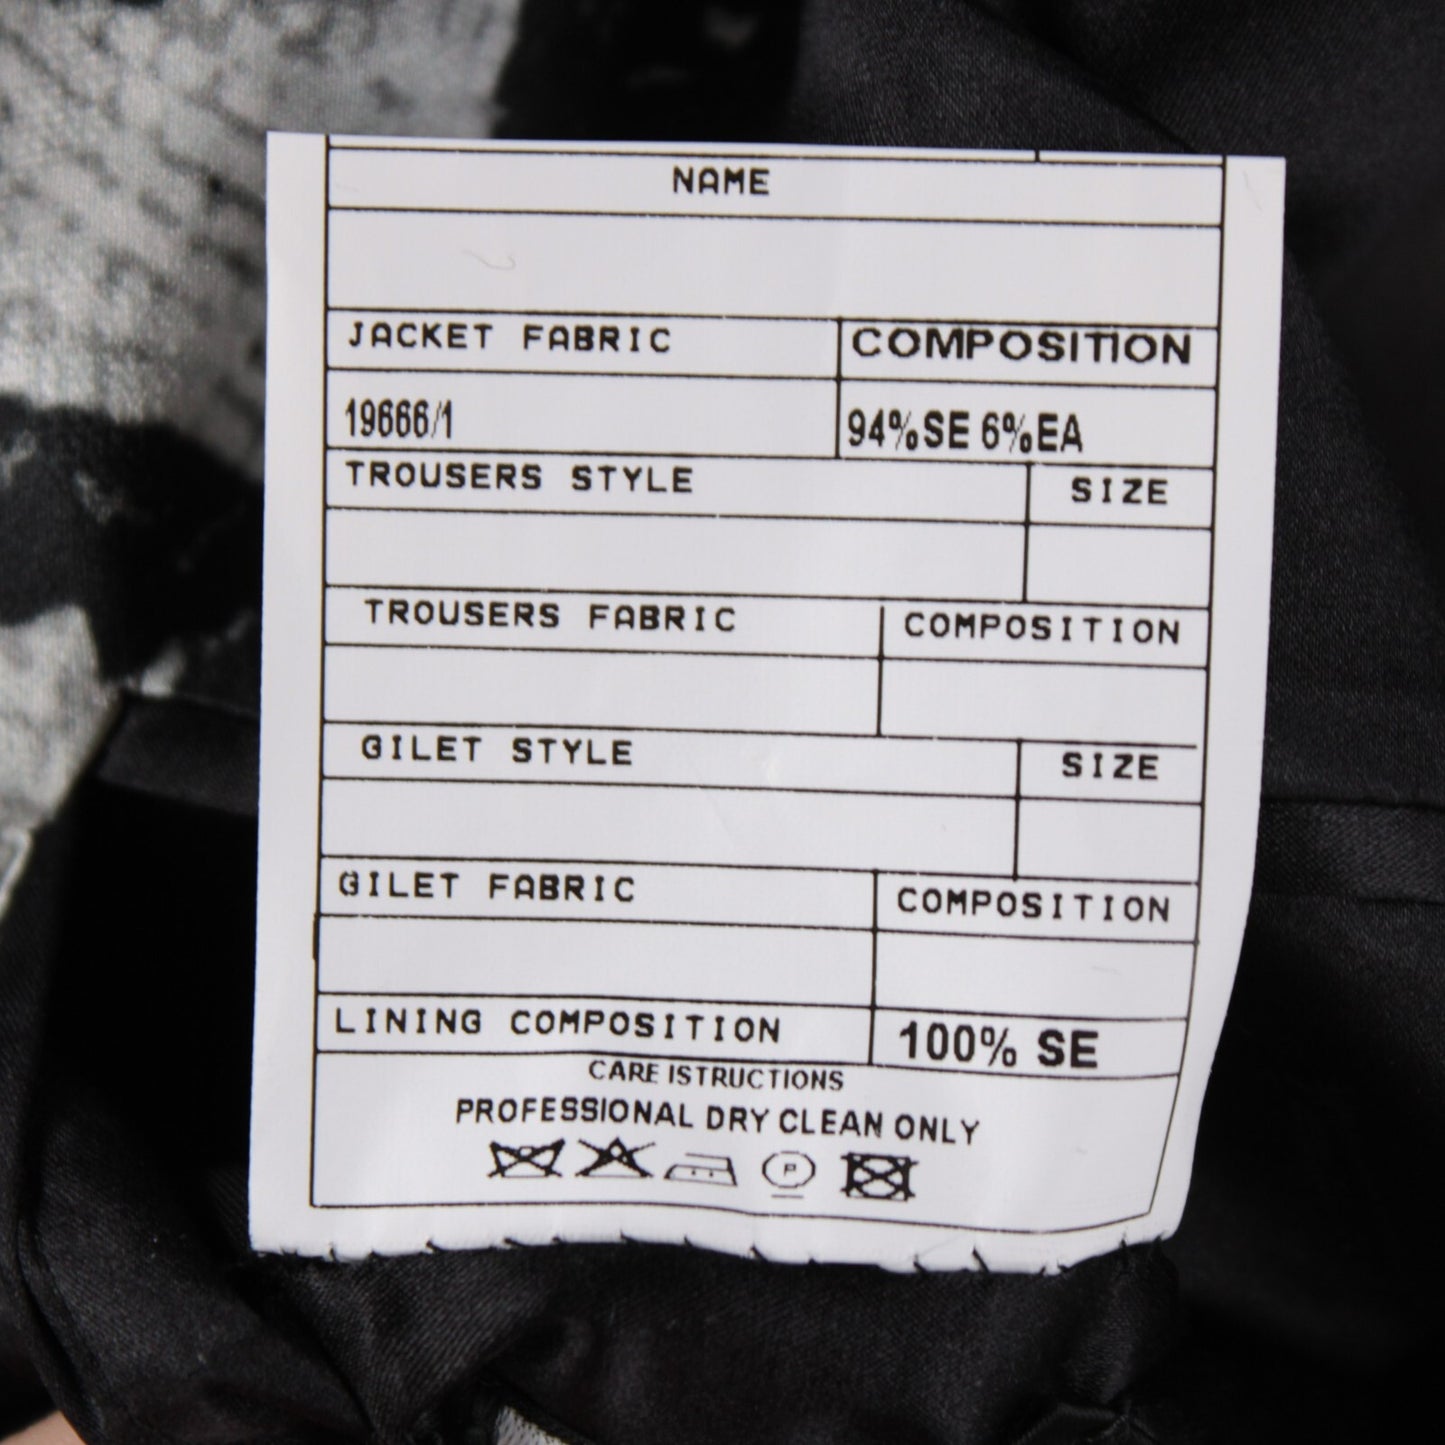 NAME
JACKET FABRIC COMPOSITION
19666/1 94%SE 6%EA
TROUSERS STYLE SIZE
TROUSERS FABRIC COMPOSITION
GILET STYLE SIZE
GILET FABRIC COMPOSITION
LINING COMPOSITION 100% SE
CARE ISTRUCTIONS
PROFESSIONAL DRY CLEAN ONLY
P